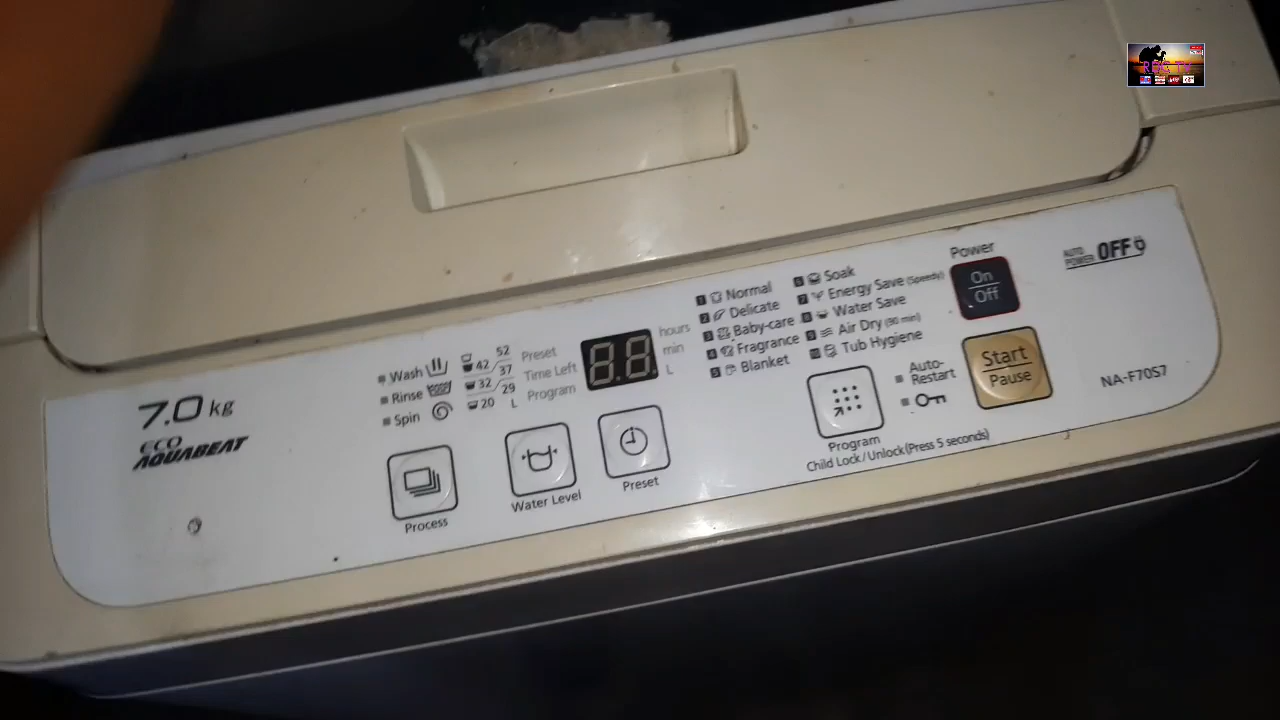 7.0 kg
ECO
AQUABEAT
Wash
Rinse
Spin
52
42
37
32
29
20
L
Preset
Time Left
Program
8.8.
hours
min
L
1 Normal
2 Delicate
3 Baby-care
4 Fragrance
5 Blanket
6 Soak
7 Energy Save (Speedy)
8 Water Save
9 Air Dry (90 min)
10 Tub Hygiene
Power
On
Off
AUTO
POWER OFF
Start
Pause
NA-F70S7
Auto-
Restart
Process
Water Level
Preset
Program
Child Lock/Unlock(Press 5 seconds)